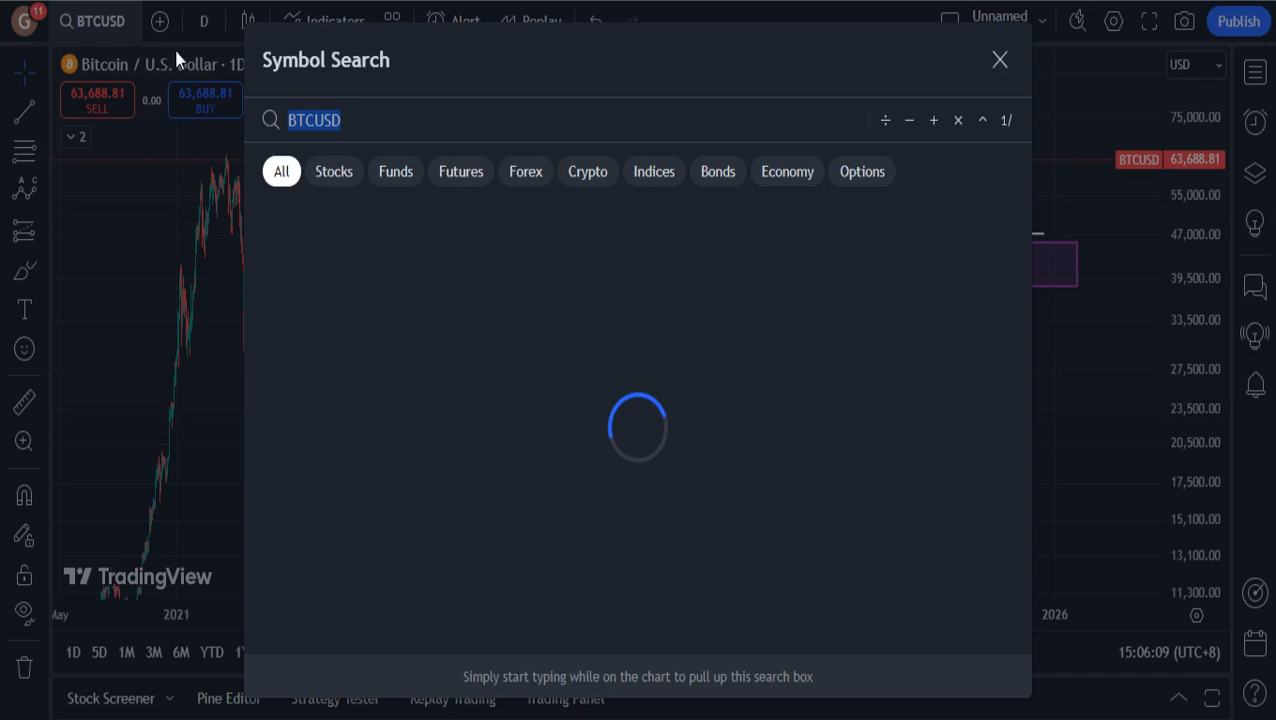 G 11 BTCUSD D Indicators Alert Replay Unnamed Publish
Symbol Search
Bitcoin / U.S. Dollar · 1D
USD
63,688.81 SELL 0.00 63,688.81 BUY
BTCUSD
÷ − + × ^ 1/
2
75,000.00
BTCUSD 63,688.81
All Stocks Funds Futures Forex Crypto Indices Bonds Economy Options
55,000.00
47,000.00
39,500.00
33,500.00
27,500.00
23,500.00
20,500.00
17,500.00
15,100.00
13,100.00
11,300.00
TradingView
May 2021 2026
1D 5D 1M 3M 6M YTD 15:06:09 (UTC+8)
Simply start typing while on the chart to pull up this search box
Stock Screener Pine Editor Strategy Tester Replay Trading Trading Panel